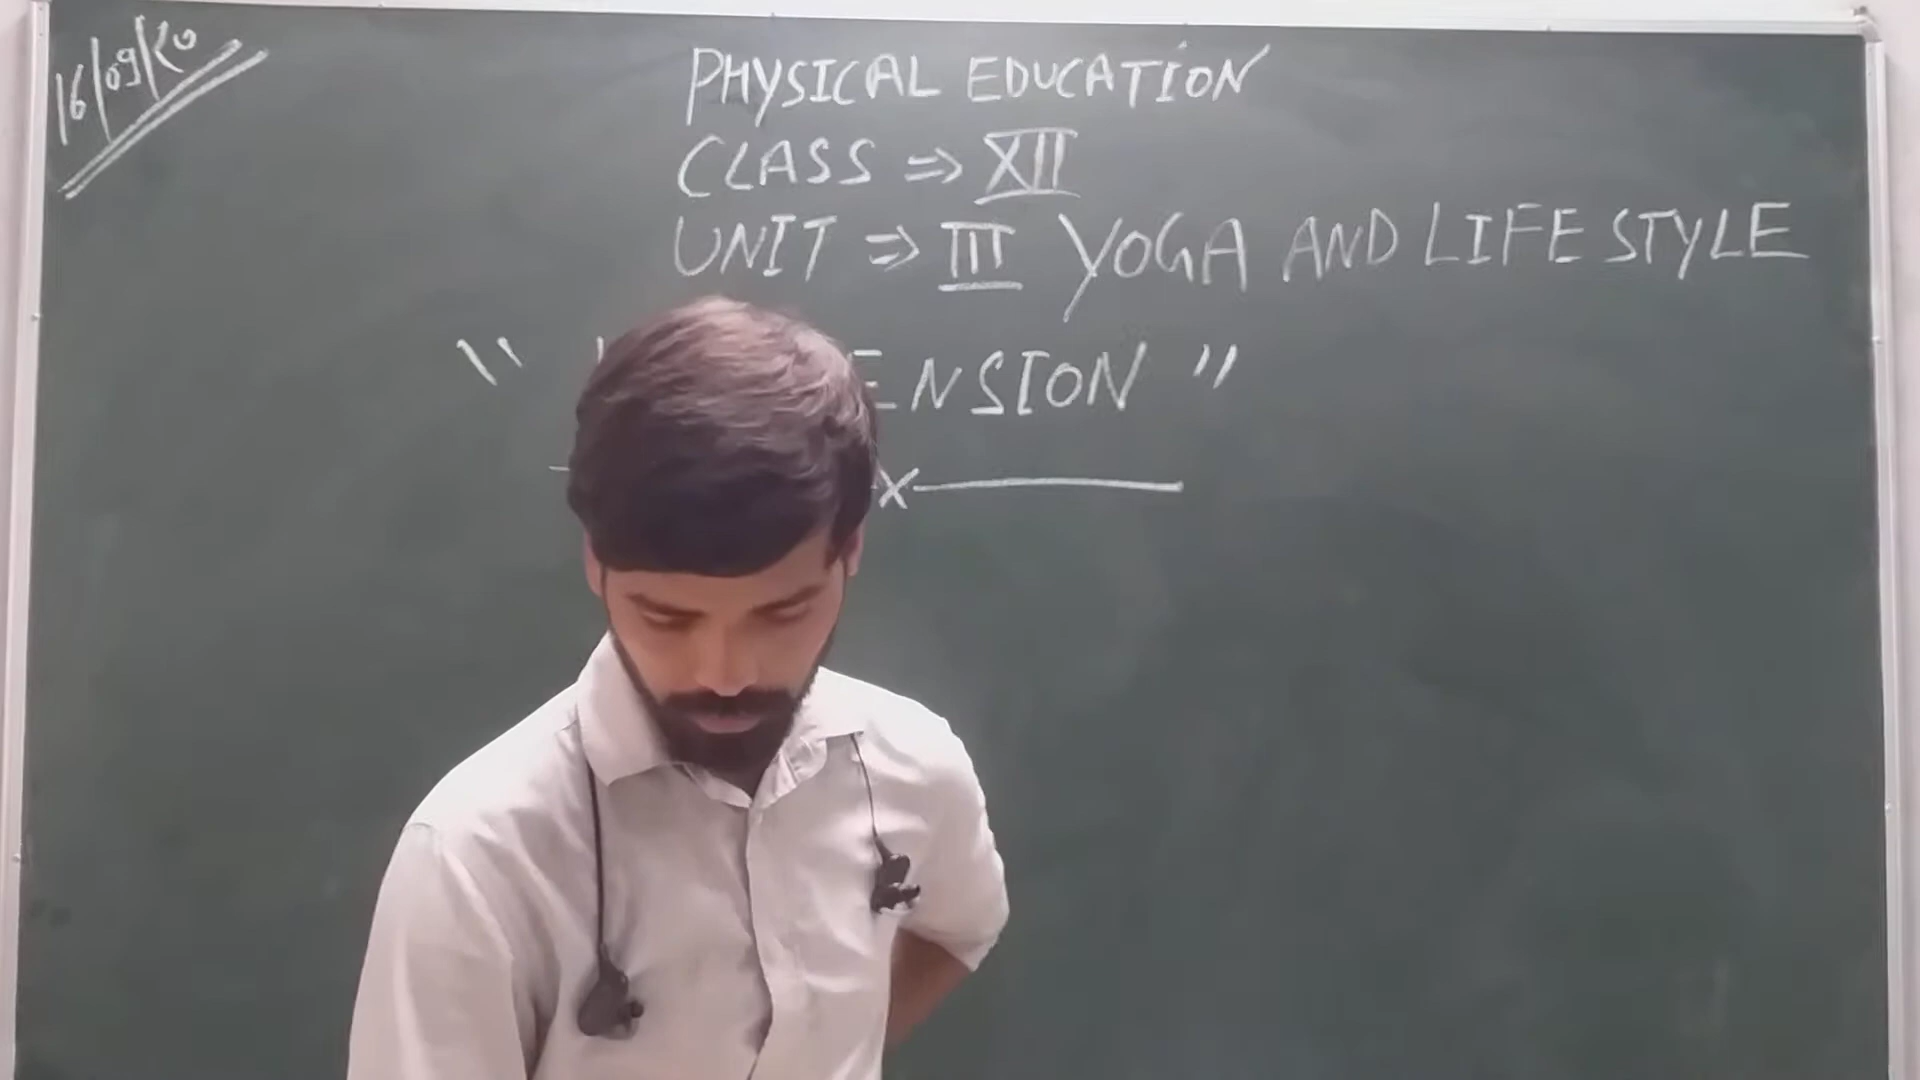 16/09/20
PHYSICAL EDUCATION
CLASS ⇒ XII
UNIT ⇒ III YOGA AND LIFE STYLE
" ENSION "
x